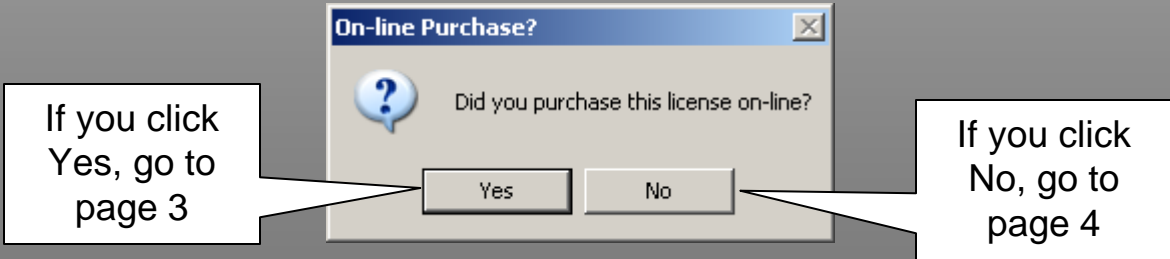 On-line Purchase?
Did you purchase this license on-line?
If you click
Yes, go to
page 3
Yes
No
If you click
No, go to
page 4